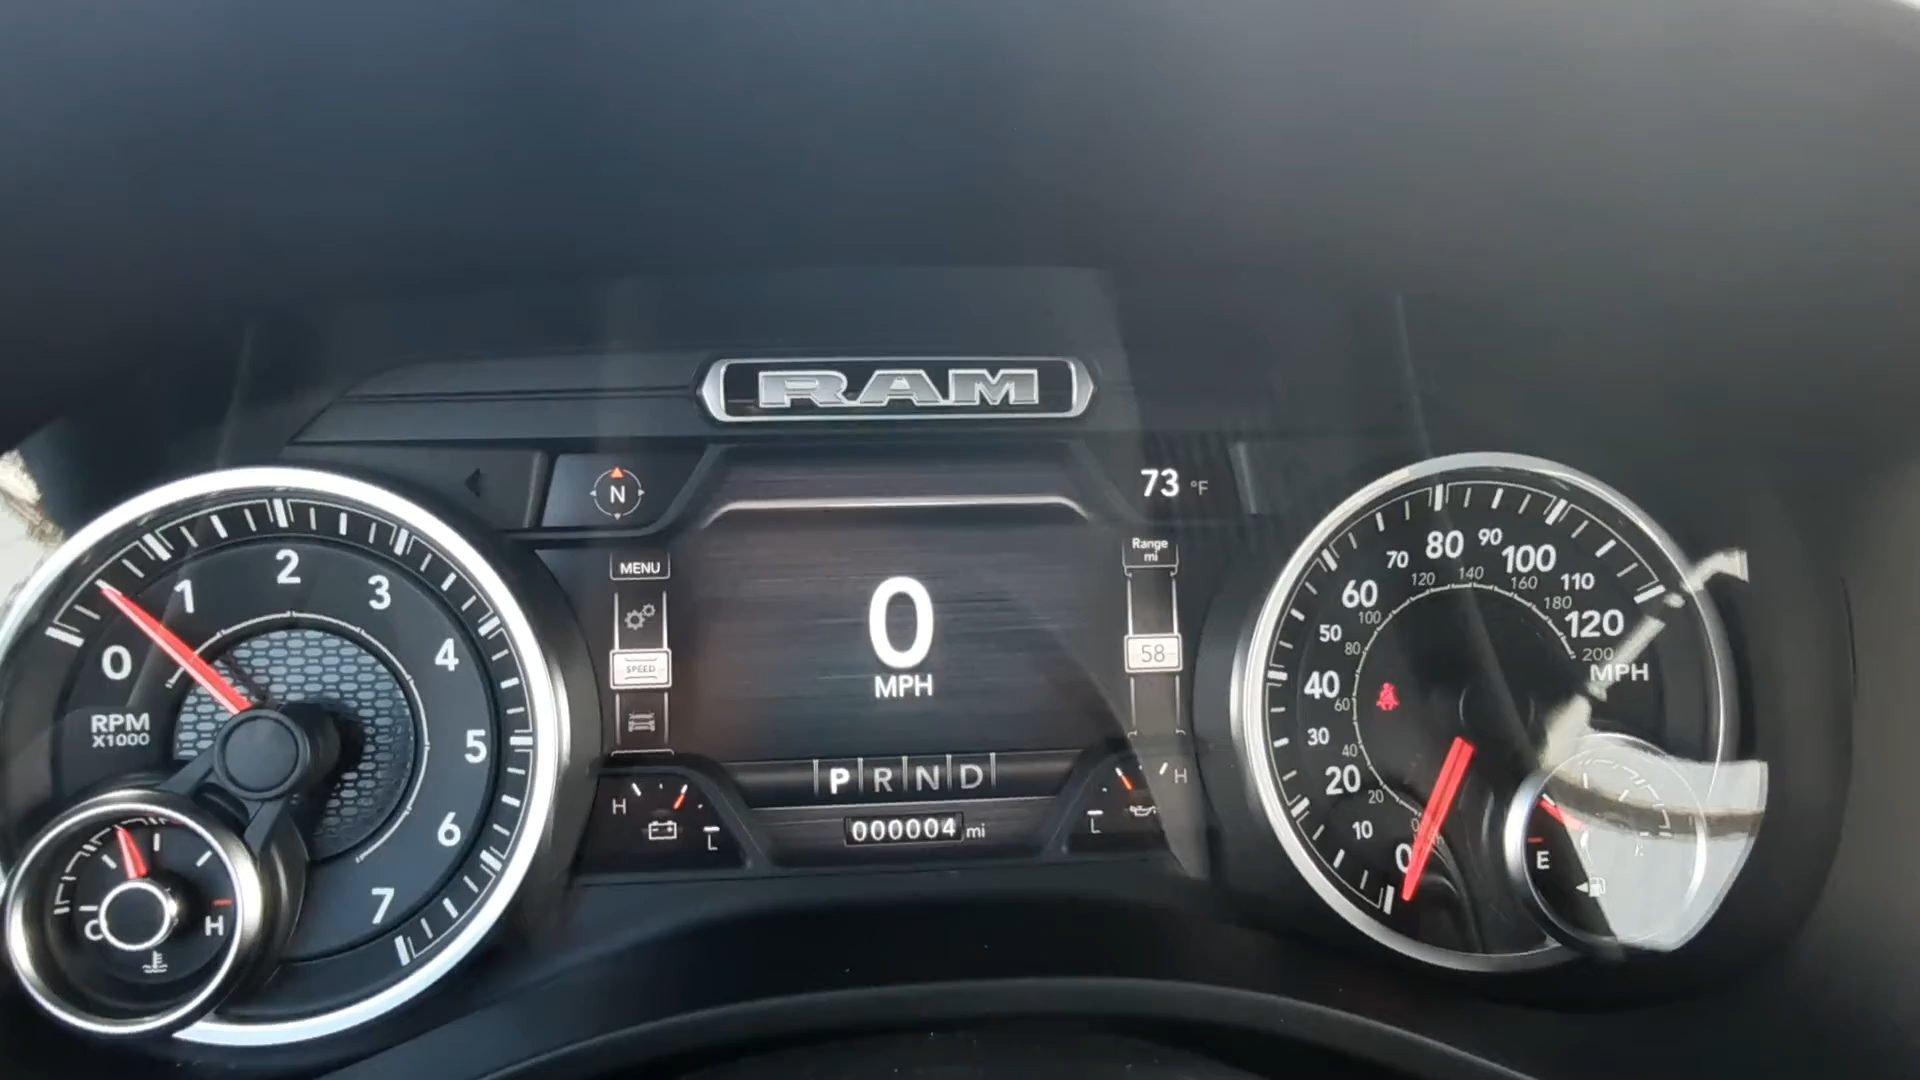 RAM
N
73 °F
MENU
SPEED
Range
mi
58
0
MPH
P R N D
000004 mi
H L
L H
0 1 2 3 4 5 6 7
RPM
X1000
C H
0 10 20 30 40 50 60 70 80 90 100 110 120
MPH
20 40 60 80 100 120 140 160 180 200
E